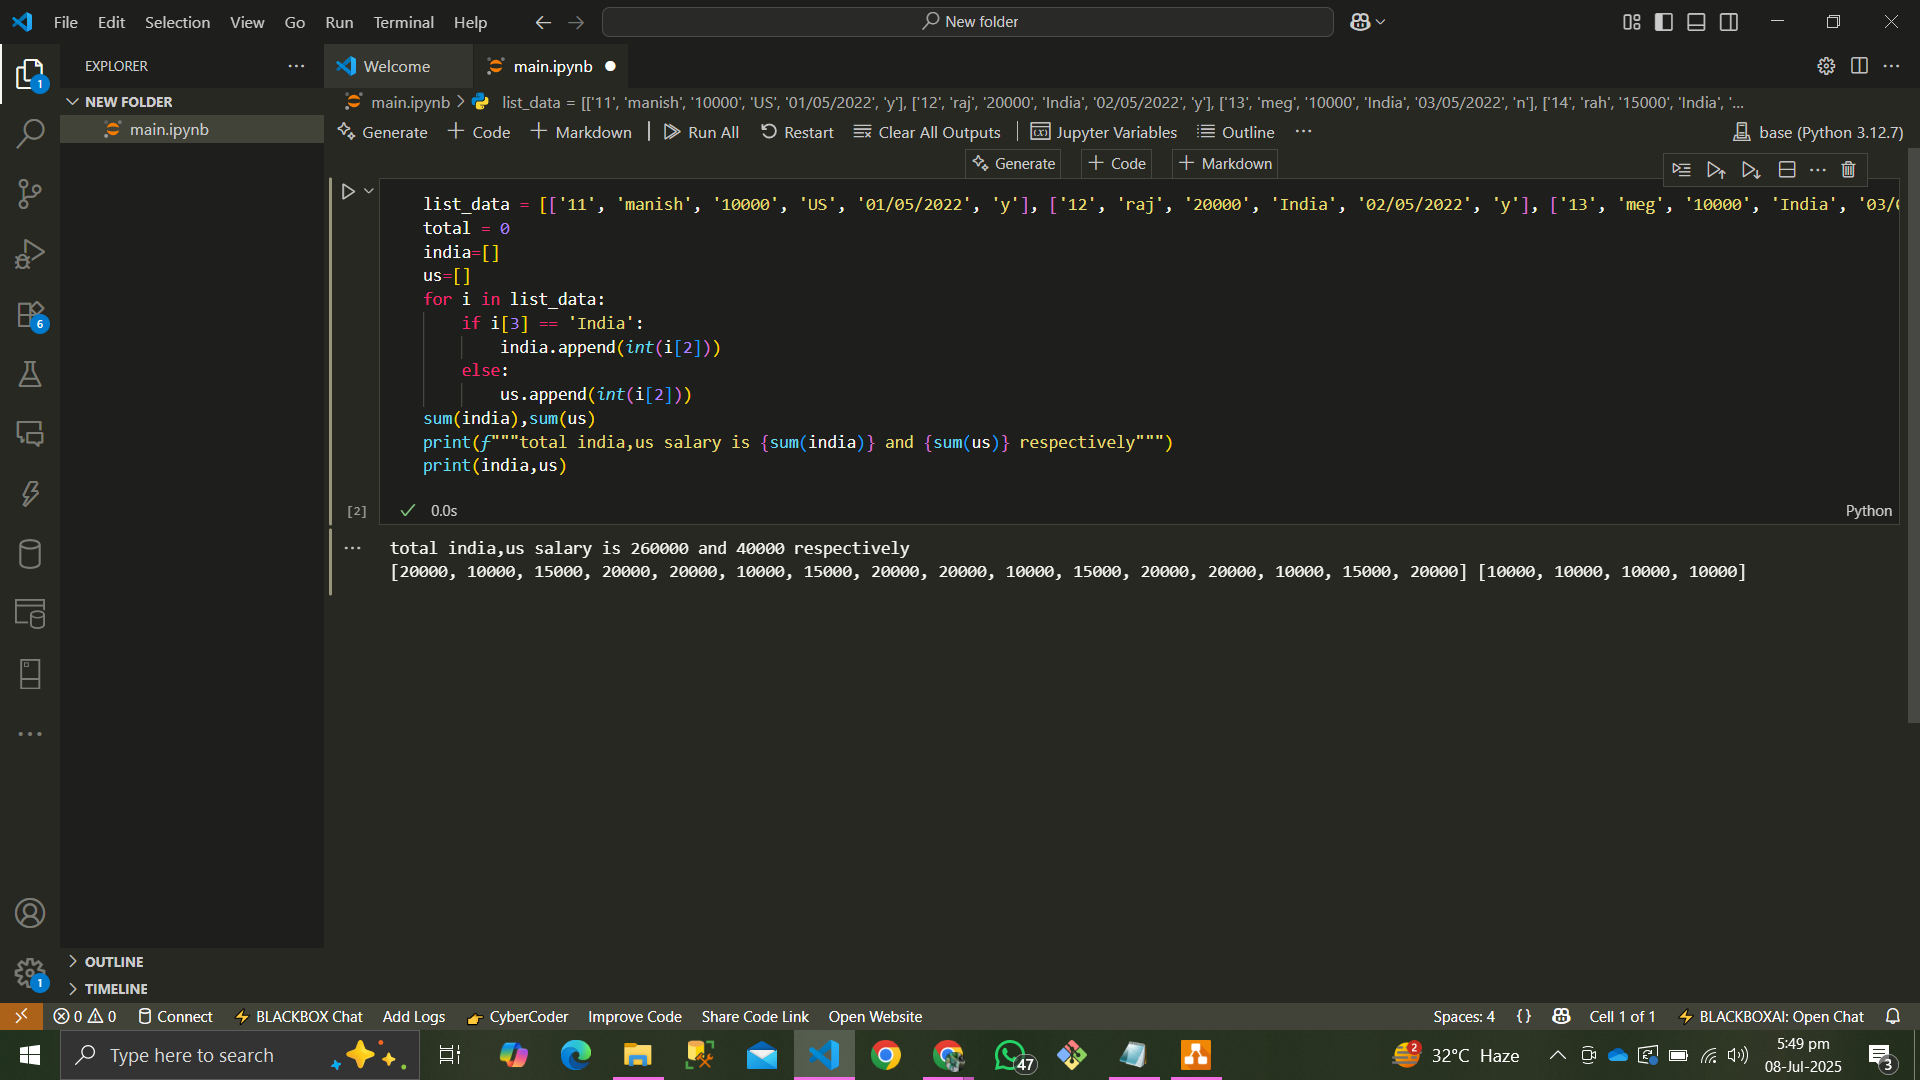 File Edit Selection View Go Run Terminal Help
New folder
EXPLORER
Welcome
main.ipynb
1
NEW FOLDER
main.ipynb
main.ipynb > list_data = [['11', 'manish', '10000', 'US', '01/05/2022', 'y'], ['12', 'raj', '20000', 'India', '02/05/2022', 'y'], ['13', 'meg', '10000', 'India', '03/05/2022', 'n'], ['14', 'rah', '15000', 'India', '...
Generate + Code + Markdown | Run All Restart Clear All Outputs | Jupyter Variables Outline ...
base (Python 3.12.7)
Generate + Code + Markdown
list_data = [['11', 'manish', '10000', 'US', '01/05/2022', 'y'], ['12', 'raj', '20000', 'India', '02/05/2022', 'y'], ['13', 'meg', '10000', 'India', '03/
total = 0
india=[]
us=[]
for i in list_data:
    if i[3] == 'India':
        india.append(int(i[2]))
    else:
        us.append(int(i[2]))
sum(india),sum(us)
print(f"""total india,us salary is {sum(india)} and {sum(us)} respectively""")
print(india,us)
[2]
0.0s
Python
total india,us salary is 260000 and 40000 respectively
[20000, 10000, 15000, 20000, 20000, 10000, 15000, 20000, 20000, 10000, 15000, 20000, 20000, 10000, 15000, 20000] [10000, 10000, 10000, 10000]
6
OUTLINE
1
TIMELINE
0 0 Connect BLACKBOX Chat Add Logs CyberCoder Improve Code Share Code Link Open Website
Spaces: 4 {} Cell 1 of 1 BLACKBOXAI: Open Chat
Type here to search
47
2
32°C Haze
5:49 pm
08-Jul-2025
3